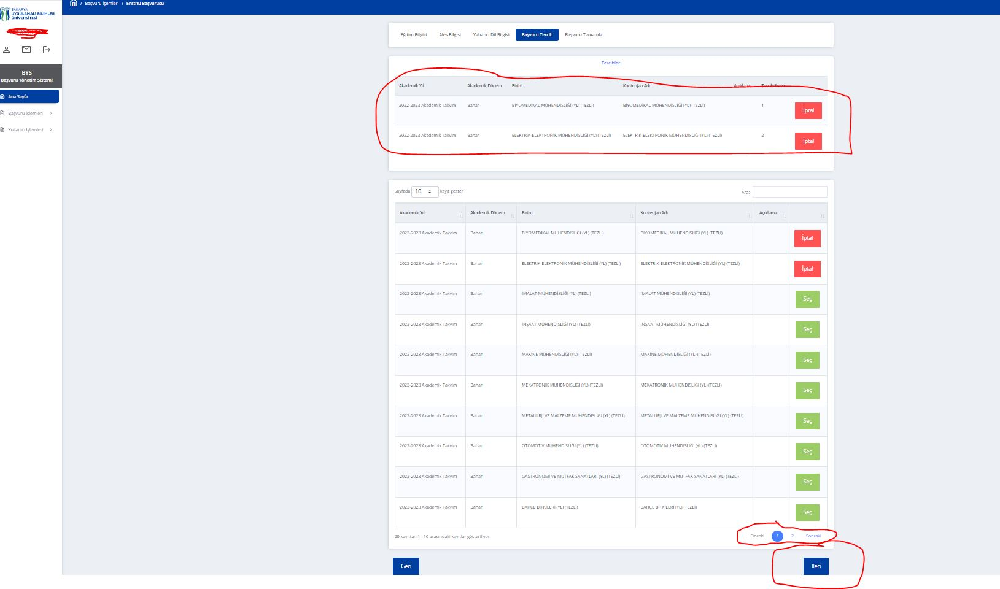 / Başvuru İşemleri / Enstitu Başvurusu
SAKARYA
UYGULAMALI BİLİMLER
ÜNİVERSİTESİ
BYS
Başvuru Yönetim Sistemi
Ana Sayfa
Başvuru İşlemleri
Kullanıcı İşlemleri
Eğitim Bilgisi Ales Bilgisi Yabancı Dil Bilgisi Başvuru Tercih Başvuru Tamamla
Tercihler
Akademik Yıl Akademik Dönem Birim Kontenjan Adı Açıklama Tercih Sırası
2022-2023 Akademik Takvim Bahar BİYOMEDİKAL MÜHENDİSLİĞİ (YL) (TEZLİ) BİYOMEDİKAL MÜHENDİSLİĞİ (YL) (TEZLİ) 1 İptal
2022-2023 Akademik Takvim Bahar ELEKTRİK-ELEKTRONİK MÜHENDİSLİĞİ (YL) (TEZLİ) ELEKTRİK-ELEKTRONİK MÜHENDİSLİĞİ (YL) (TEZLİ) 2 İptal
Sayfada 10 kayıt göster Ara:
Akademik Yıl Akademik Dönem Birim Kontenjan Adı Açıklama
2022-2023 Akademik Takvim Bahar BİYOMEDİKAL MÜHENDİSLİĞİ (YL) (TEZLİ) BİYOMEDİKAL MÜHENDİSLİĞİ (YL) (TEZLİ) İptal
2022-2023 Akademik Takvim Bahar ELEKTRİK-ELEKTRONİK MÜHENDİSLİĞİ (YL) (TEZLİ) ELEKTRİK-ELEKTRONİK MÜHENDİSLİĞİ (YL) (TEZLİ) İptal
2022-2023 Akademik Takvim Bahar İMALAT MÜHENDİSLİĞİ (YL) (TEZLİ) İMALAT MÜHENDİSLİĞİ (YL) (TEZLİ) Seç
2022-2023 Akademik Takvim Bahar İNŞAAT MÜHENDİSLİĞİ (YL) (TEZLİ) İNŞAAT MÜHENDİSLİĞİ (YL) (TEZLİ) Seç
2022-2023 Akademik Takvim Bahar MAKİNE MÜHENDİSLİĞİ (YL) (TEZLİ) MAKİNE MÜHENDİSLİĞİ (YL) (TEZLİ) Seç
2022-2023 Akademik Takvim Bahar MEKATRONİK MÜHENDİSLİĞİ (YL) (TEZLİ) MEKATRONİK MÜHENDİSLİĞİ (YL) (TEZLİ) Seç
2022-2023 Akademik Takvim Bahar METALURJİ VE MALZEME MÜHENDİSLİĞİ (YL) (TEZLİ) METALURJİ VE MALZEME MÜHENDİSLİĞİ (YL) (TEZLİ) Seç
2022-2023 Akademik Takvim Bahar OTOMOTİV MÜHENDİSLİĞİ (YL) (TEZLİ) OTOMOTİV MÜHENDİSLİĞİ (YL) (TEZLİ) Seç
2022-2023 Akademik Takvim Bahar GASTRONOMİ VE MUTFAK SANATLARI (YL) (TEZLİ) GASTRONOMİ VE MUTFAK SANATLARI (YL) (TEZLİ) Seç
2022-2023 Akademik Takvim Bahar BAHÇE BİTKİLERİ (YL) (TEZLİ) BAHÇE BİTKİLERİ (YL) (TEZLİ) Seç
20 kayıttan 1 - 10 arasındaki kayıtlar gösteriliyor Önceki 1 2 Sonraki
Geri İleri